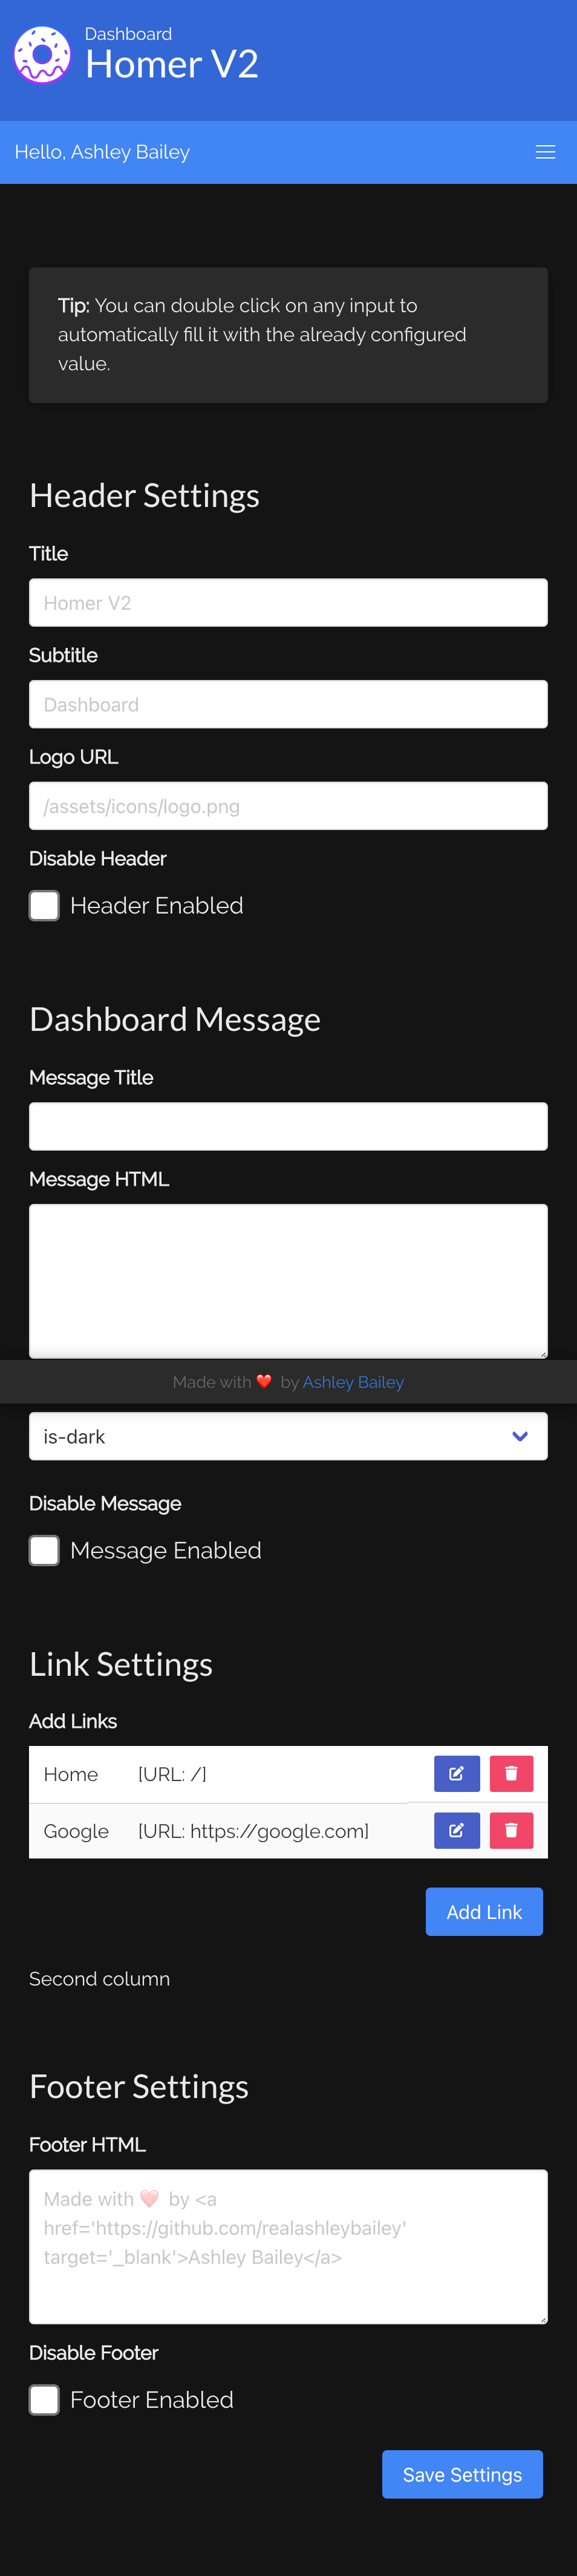 Dashboard
Homer V2
Hello, Ashley Bailey
Tip: You can double click on any input to
automatically fill it with the already configured
value.
Header Settings
Title
Homer V2
Subtitle
Dashboard
Logo URL
/assets/icons/logo.png
Disable Header
Header Enabled
Dashboard Message
Message Title
Message HTML
Made with ❤️ by Ashley Bailey
is-dark
Disable Message
Message Enabled
Link Settings
Add Links
Home [URL: /]
Google [URL: https://google.com]
Add Link
Second column
Footer Settings
Footer HTML
Made with ❤️ by <a
href='https://github.com/realashleybailey'
target='_blank'>Ashley Bailey</a>
Disable Footer
Footer Enabled
Save Settings